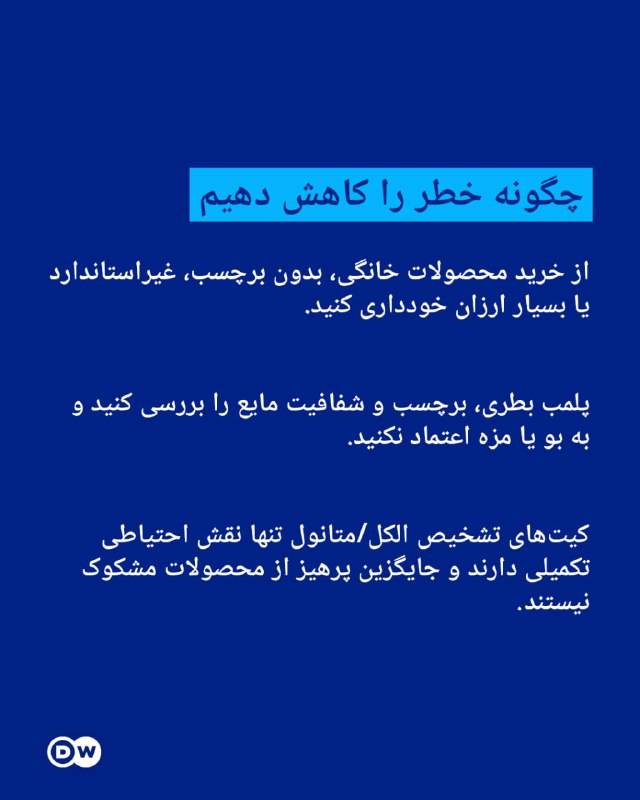 چگونه خطر را کاهش دهیم
از خرید محصولات خانگی، بدون برچسب، غیراستاندارد
یا بسیار ارزان خودداری کنید.
پلمب بطری، برچسب و شفافیت مایع را بررسی کنید و
به بو یا مزه اعتماد نکنید.
کیت‌های تشخیص الکل/متانول تنها نقش احتیاطی
تکمیلی دارند و جایگزین پرهیز از محصولات مشکوک
نیستند.
DW